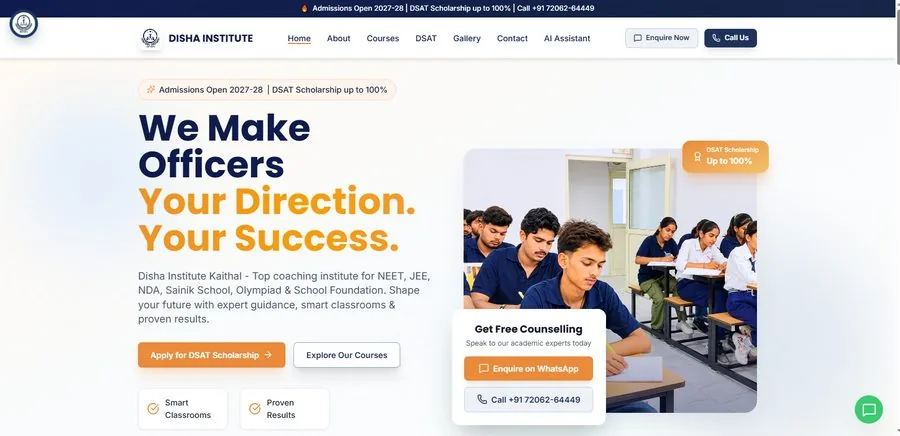 Admissions Open 2027-28 | DSAT Scholarship up to 100% | Call +91 72062-64449
DISHA INSTITUTE
Home
About
Courses
DSAT
Gallery
Contact
AI Assistant
Enquire Now
Call Us
Admissions Open 2027-28 | DSAT Scholarship up to 100%
We Make
Officers
Your Direction.
Your Success.
Disha Institute Kaithal - Top coaching institute for NEET, JEE,
NDA, Sainik School, Olympiad & School Foundation. Shape
your future with expert guidance, smart classrooms &
proven results.
Apply for DSAT Scholarship
Explore Our Courses
Smart
Classrooms
Proven
Results
DSAT Scholarship
Up to 100%
Get Free Counselling
Speak to our academic experts today
Enquire on WhatsApp
Call +91 72062-64449